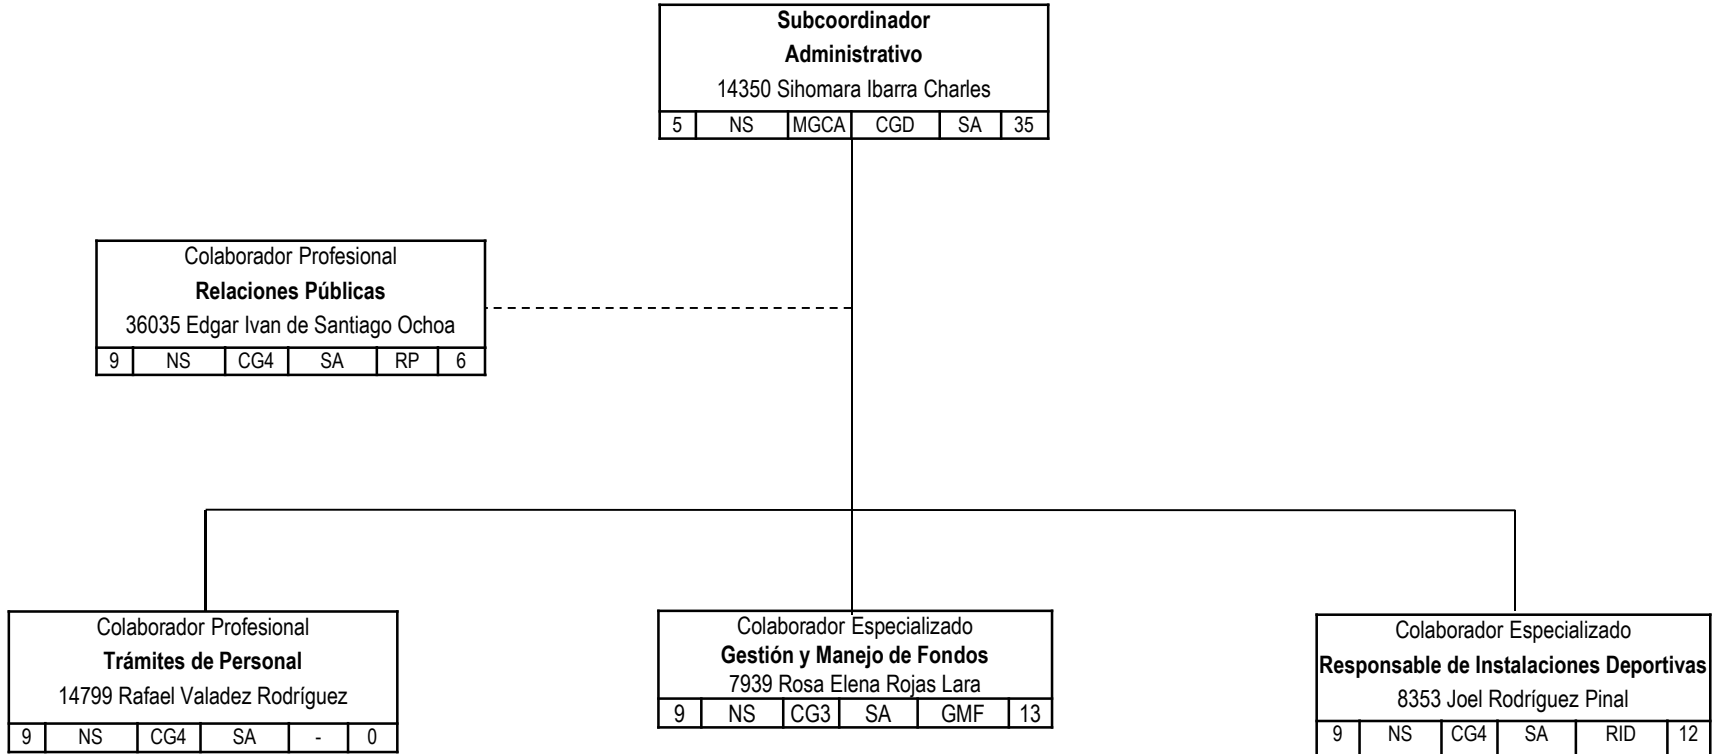 Subcoordinador
Administrativo
14350 Sihomara Ibarra Charles
5 NS MGCA CGD SA 35
Colaborador Profesional
Relaciones Públicas
36035 Edgar Ivan de Santiago Ochoa
9 NS CG4 SA RP 6
Colaborador Profesional
Trámites de Personal
14799 Rafael Valadez Rodríguez
9 NS CG4 SA - 0
Colaborador Especializado
Gestión y Manejo de Fondos
7939 Rosa Elena Rojas Lara
9 NS CG3 SA GMF 13
Colaborador Especializado
Responsable de Instalaciones Deportivas
8353 Joel Rodríguez Pinal
9 NS CG4 SA RID 12